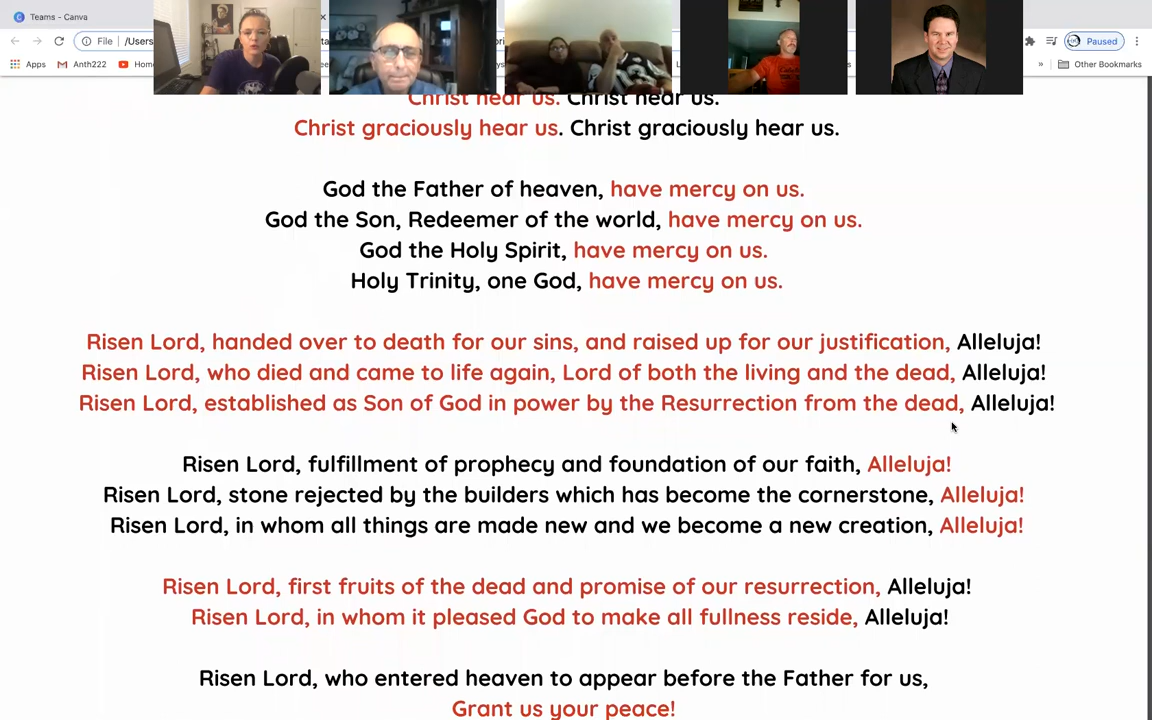 Teams - Canva
File
/Users
Paused
Apps
Anth222
Other Bookmarks
Christ hear us. Christ hear us.
Christ graciously hear us. Christ graciously hear us.
God the Father of heaven, have mercy on us.
God the Son, Redeemer of the world, have mercy on us.
God the Holy Spirit, have mercy on us.
Holy Trinity, one God, have mercy on us.
Risen Lord, handed over to death for our sins, and raised up for our justification, Alleluja!
Risen Lord, who died and came to life again, Lord of both the living and the dead, Alleluja!
Risen Lord, established as Son of God in power by the Resurrection from the dead, Alleluja!
Risen Lord, fulfillment of prophecy and foundation of our faith, Alleluja!
Risen Lord, stone rejected by the builders which has become the cornerstone, Alleluja!
Risen Lord, in whom all things are made new and we become a new creation, Alleluja!
Risen Lord, first fruits of the dead and promise of our resurrection, Alleluja!
Risen Lord, in whom it pleased God to make all fullness reside, Alleluja!
Risen Lord, who entered heaven to appear before the Father for us,
Grant us your peace!